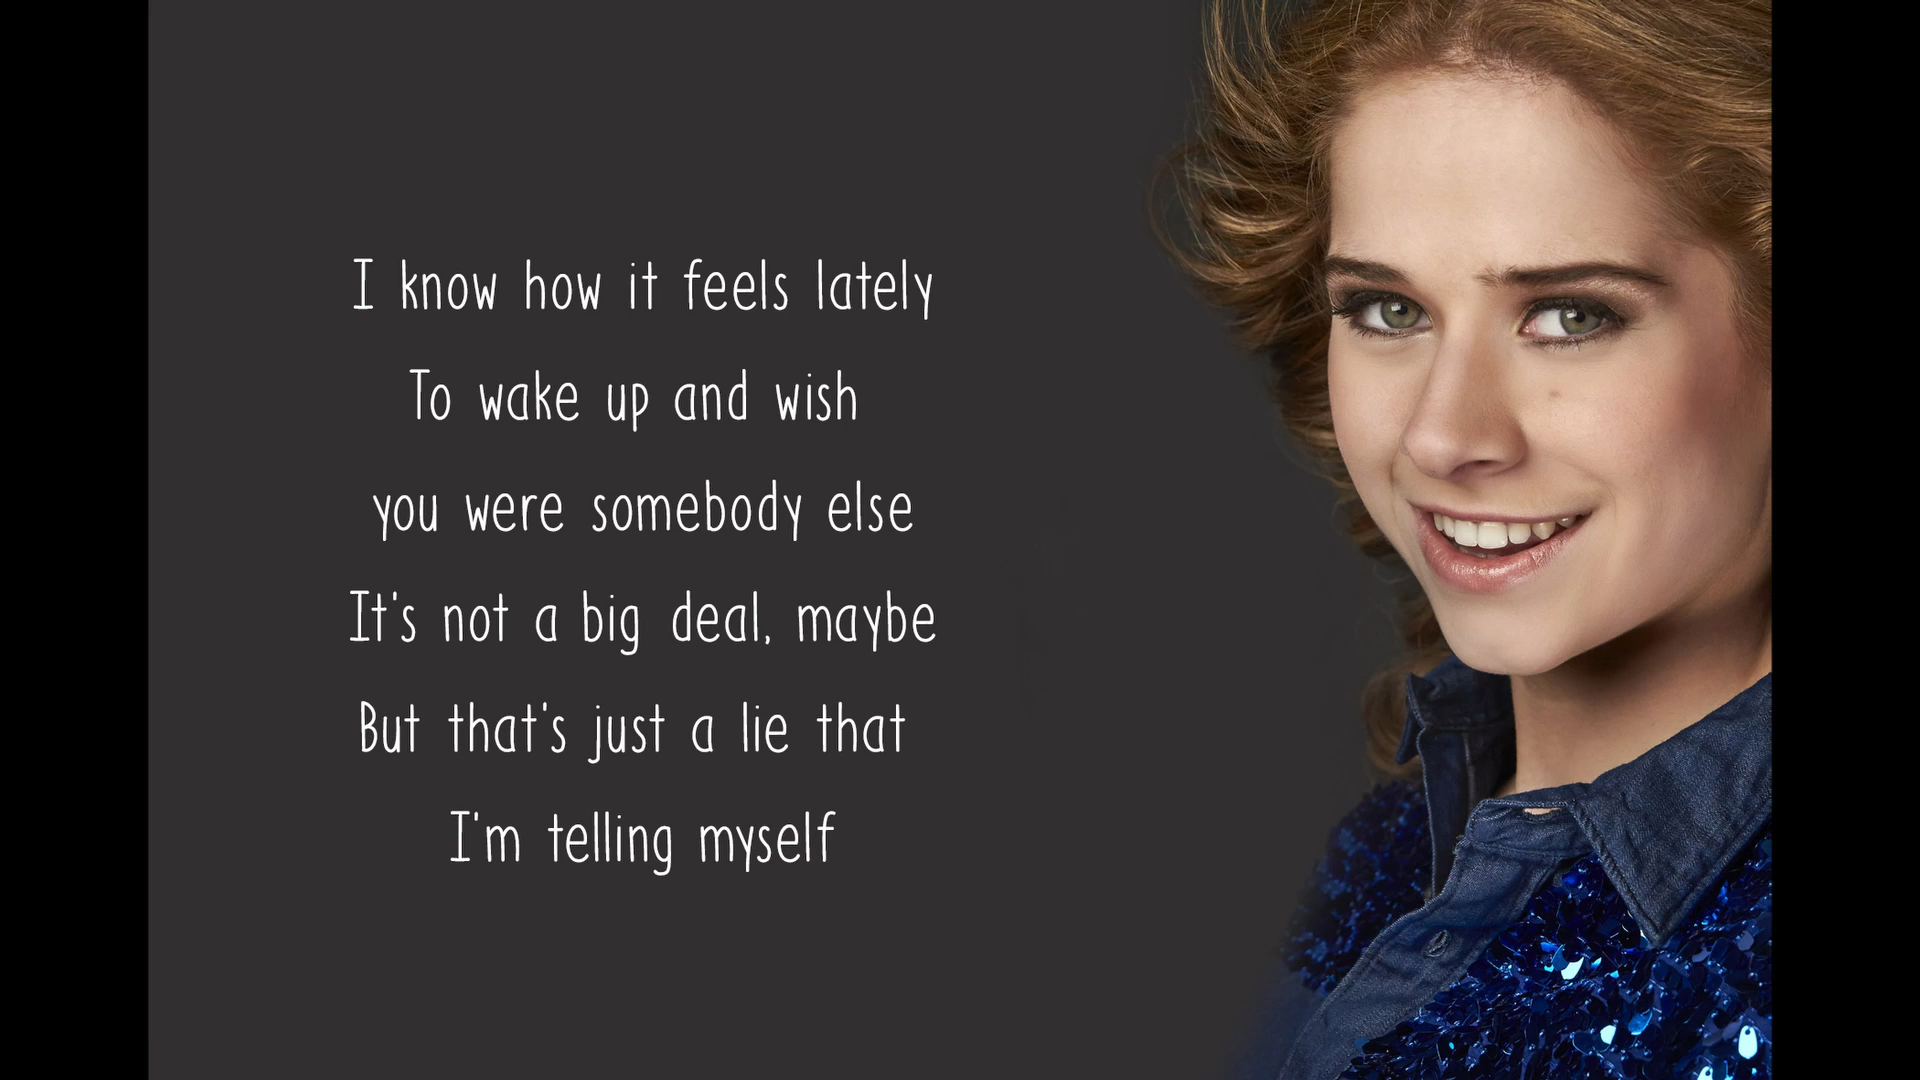 I know how it feels lately
To wake up and wish
you were somebody else
It's not a big deal, maybe
But that's just a lie that
I'm telling myself